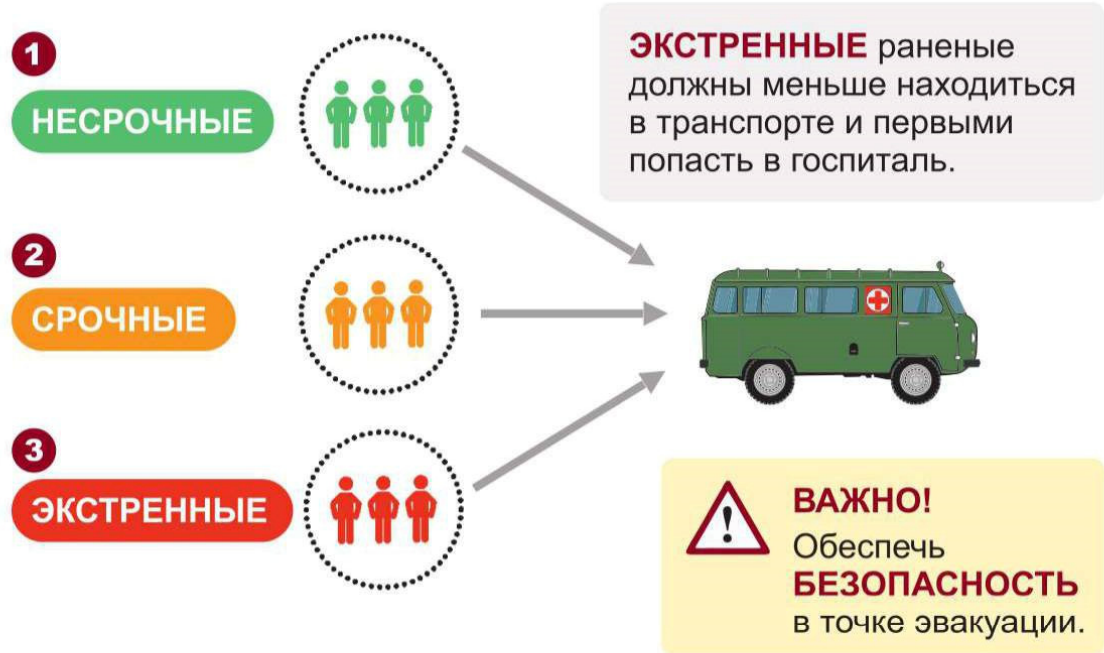 1
НЕСРОЧНЫЕ
2
СРОЧНЫЕ
3
ЭКСТРЕННЫЕ
ЭКСТРЕННЫЕ раненые
должны меньше находиться
в транспорте и первыми
попасть в госпиталь.
!
ВАЖНО!
Обеспечь
БЕЗОПАСНОСТЬ
в точке эвакуации.